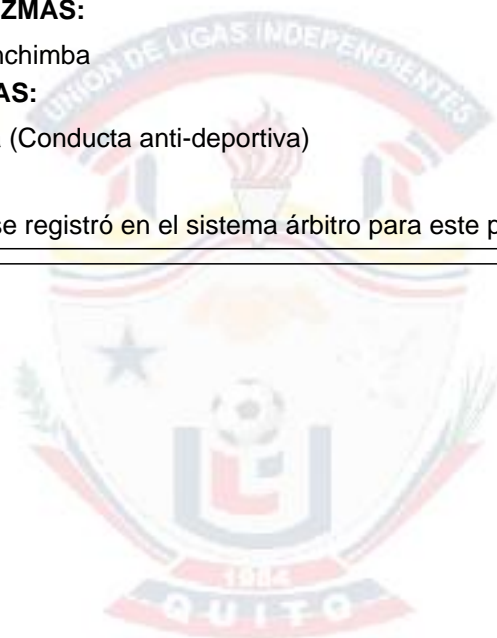 ZMAS:
nchimba
AS:
(Conducta anti-deportiva)
se registró en el sistema árbitro para este p
UNION DE LIGAS INDEPENDIENTES
1984
QUITO